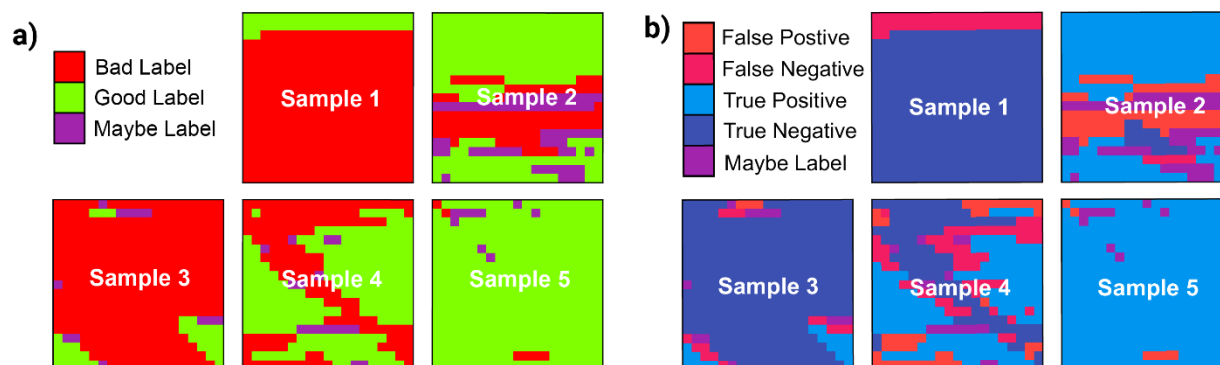 a)
Bad Label
Good Label
Maybe Label
Sample 1
Sample 2
Sample 3
Sample 4
Sample 5
b)
False Postive
False Negative
True Positive
True Negative
Maybe Label
Sample 1
Sample 2
Sample 3
Sample 4
Sample 5